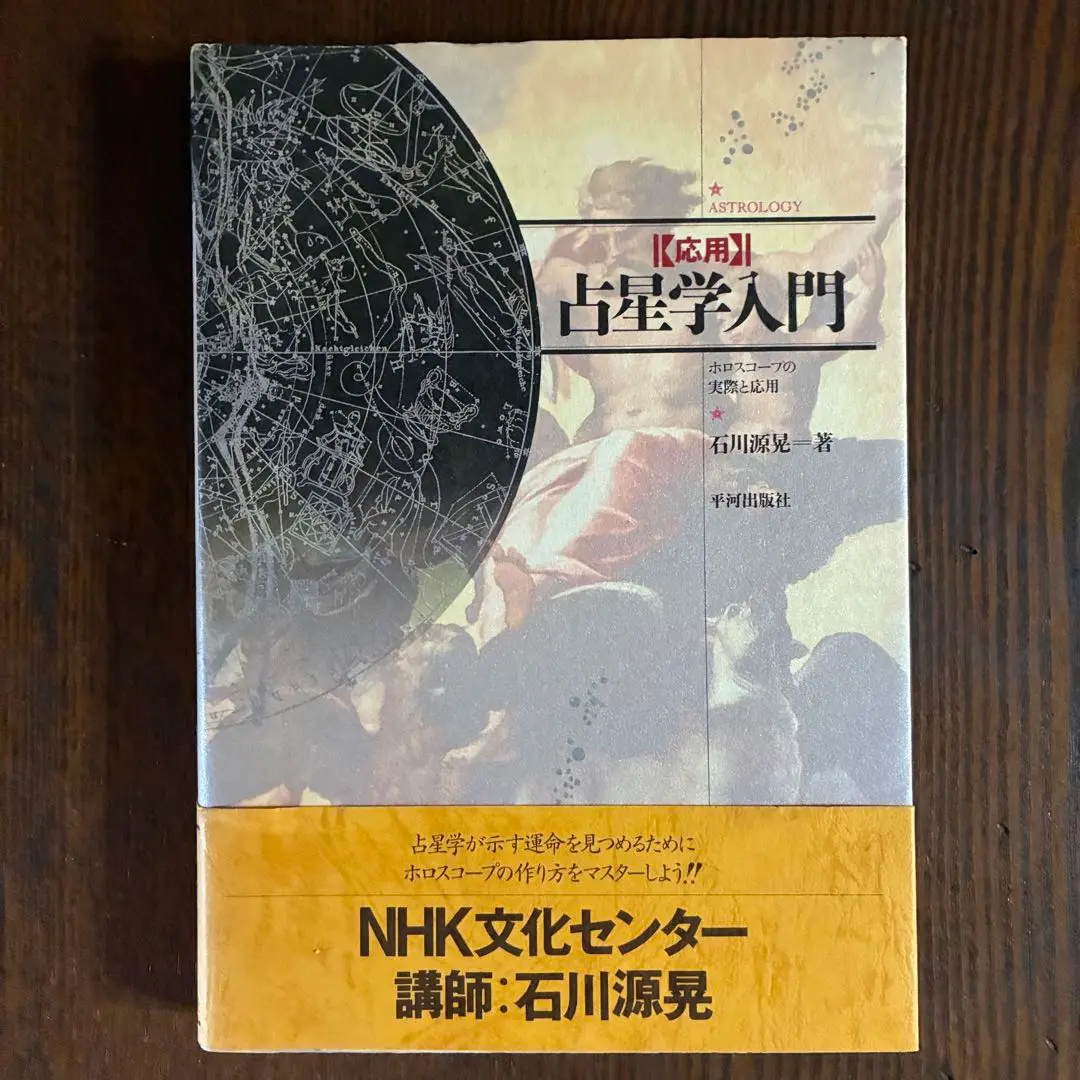 ASTROLOGY
【応用】
占星学入門
ホロスコープの
実際と応用
石川源晃＝著
平河出版社
Nachtgleichen
占星学が示す運命を見つめるために
ホロスコープの作り方をマスターしよう!!
NHK文化センター
講師：石川源晃